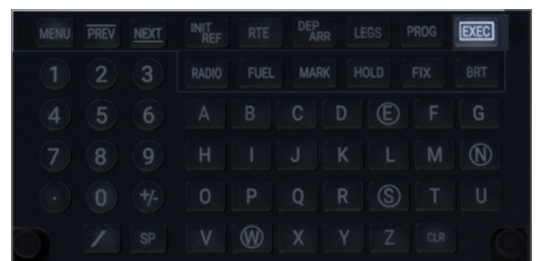 MENU PREV NEXT INIT REF RTE DEP ARR LEGS PROG EXEC
1 2 3 RADIO FUEL MARK HOLD FIX BRT
4 5 6 A B C D E F G
7 8 9 H I J K L M N
. 0 +/- O P Q R S T U
/ SP V W X Y Z CLR